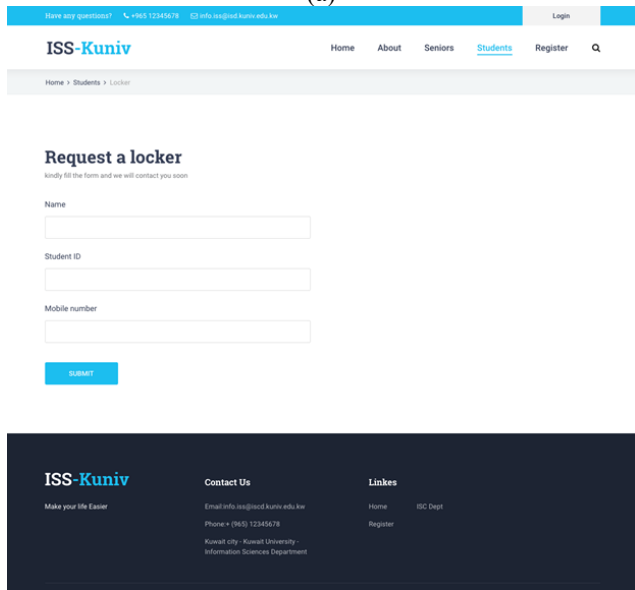 Have any questions? +965 12345678 info.iss@isd.kuniv.edu.kw Login
ISS-Kuniv Home About Seniors Students Register
Home > Students > Locker
Request a locker
kindly fill the form and we will contact you soon
Name
Student ID
Mobile number
SUBMIT
ISS-Kuniv
Make your life Easier
Contact Us
Email:info.iss@iscd.kuniv.edu.kw
Phone:+ (965) 12345678
Kuwait city - Kuwait University -
Information Sciences Department
Linkes
Home ISC Dept
Register